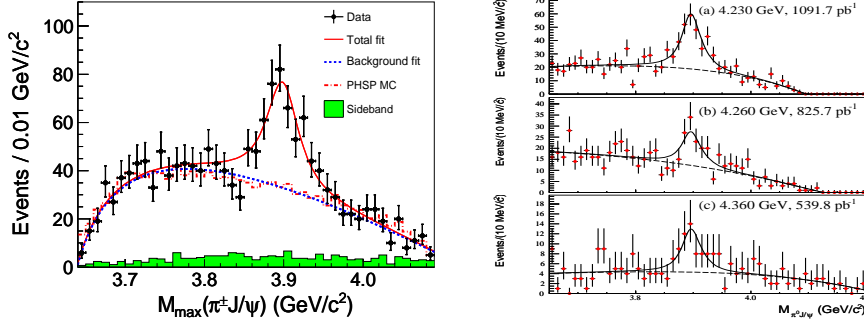 Events / 0.01 GeV/c²
100
80
60
40
20
0
Data
Total fit
Background fit
PHSP MC
Sideband
3.7 3.8 3.9 4.0
M_max(π±J/ψ) (GeV/c²)
Events/(10 MeV/c²)
70
60
50
40
30
20
10
0
(a) 4.230 GeV, 1091.7 pb⁻¹
Events/(10 MeV/c²)
40
35
30
25
20
15
10
5
0
(b) 4.260 GeV, 825.7 pb⁻¹
Events/(10 MeV/c²)
18
16
14
12
10
8
6
4
2
0
(c) 4.360 GeV, 539.8 pb⁻¹
3.8 4.0
M_π⁰J/ψ (GeV/c²)